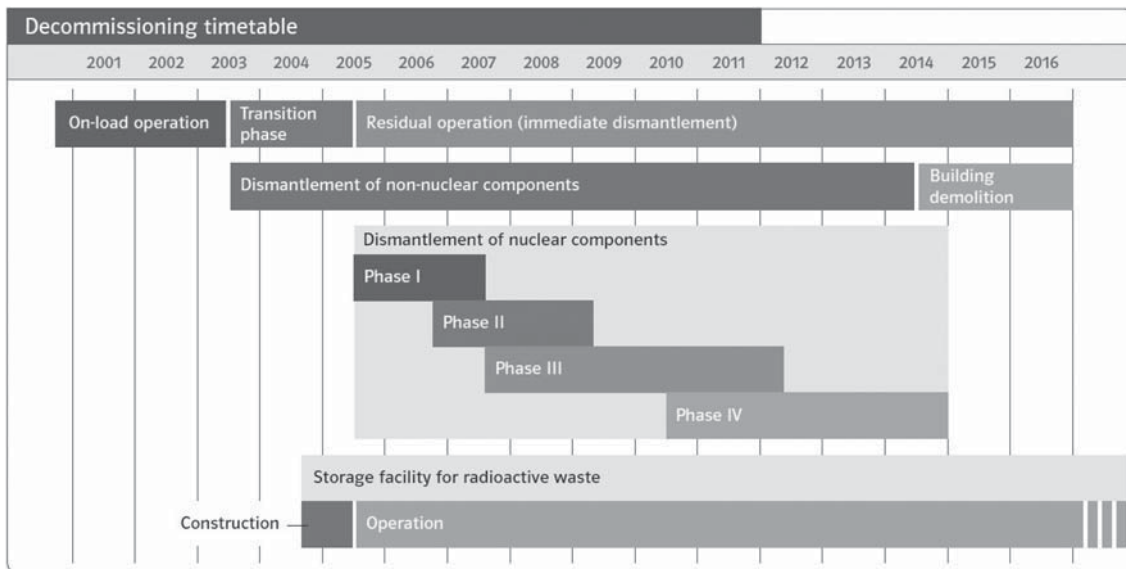 Decommissioning timetable
2001 2002 2003 2004 2005 2006 2007 2008 2009 2010 2011 2012 2013 2014 2015 2016
On-load operation
Transition
phase
Residual operation (immediate dismantlement)
Dismantlement of non-nuclear components
Building
demolition
Dismantlement of nuclear components
Phase I
Phase II
Phase III
Phase IV
Storage facility for radioactive waste
Construction
Operation